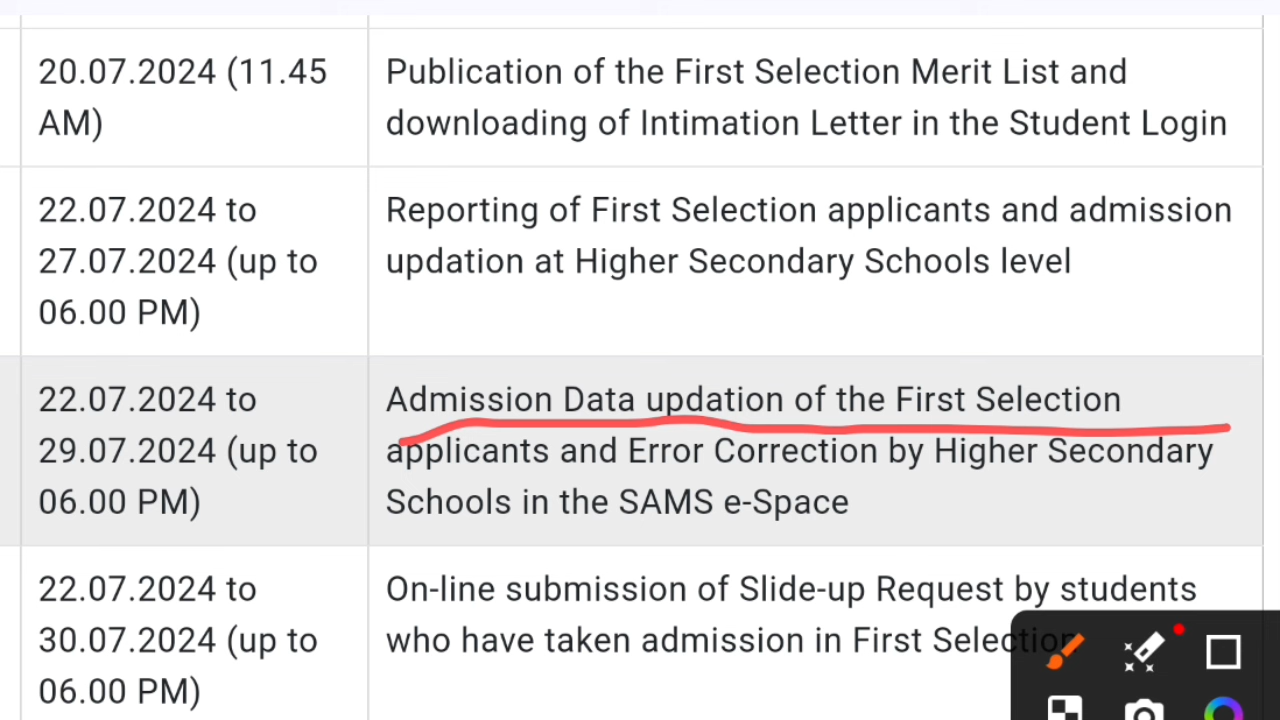 20.07.2024 (11.45
AM)
Publication of the First Selection Merit List and
downloading of Intimation Letter in the Student Login
22.07.2024 to
27.07.2024 (up to
06.00 PM)
Reporting of First Selection applicants and admission
updation at Higher Secondary Schools level
22.07.2024 to
29.07.2024 (up to
06.00 PM)
Admission Data updation of the First Selection
applicants and Error Correction by Higher Secondary
Schools in the SAMS e-Space
22.07.2024 to
30.07.2024 (up to
06.00 PM)
On-line submission of Slide-up Request by students
who have taken admission in First Selection